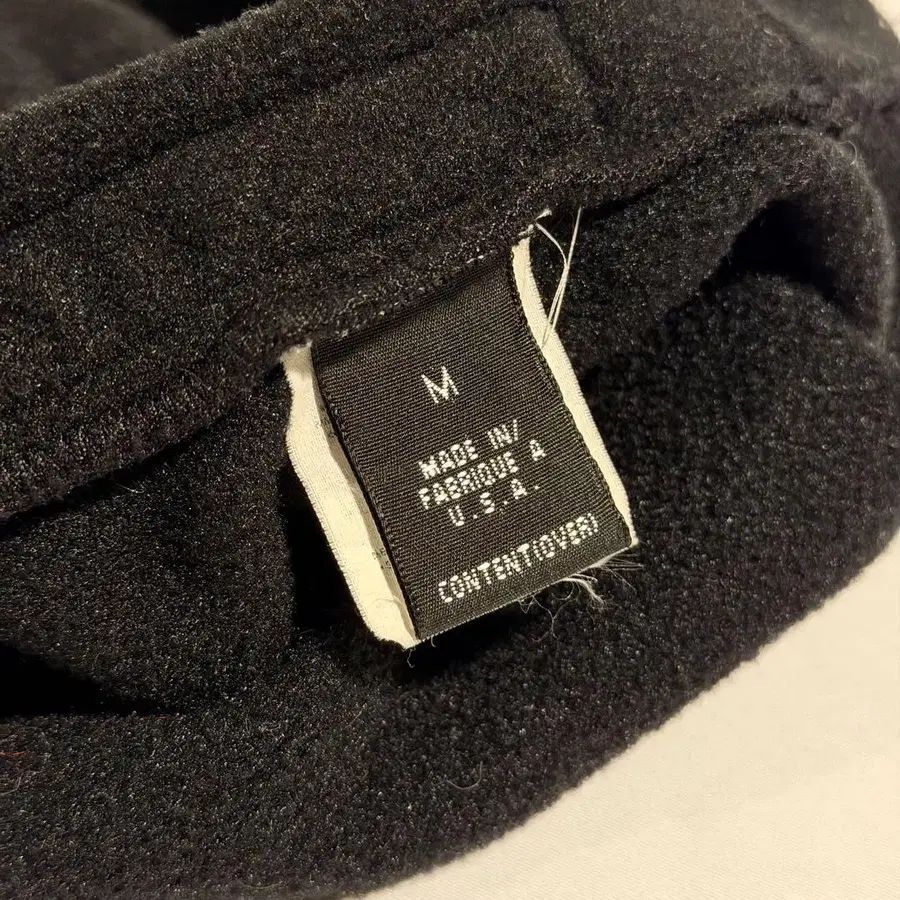 M
MADE IN/
FABRIQUE A
U.S.A.
CONTENT(OVER)